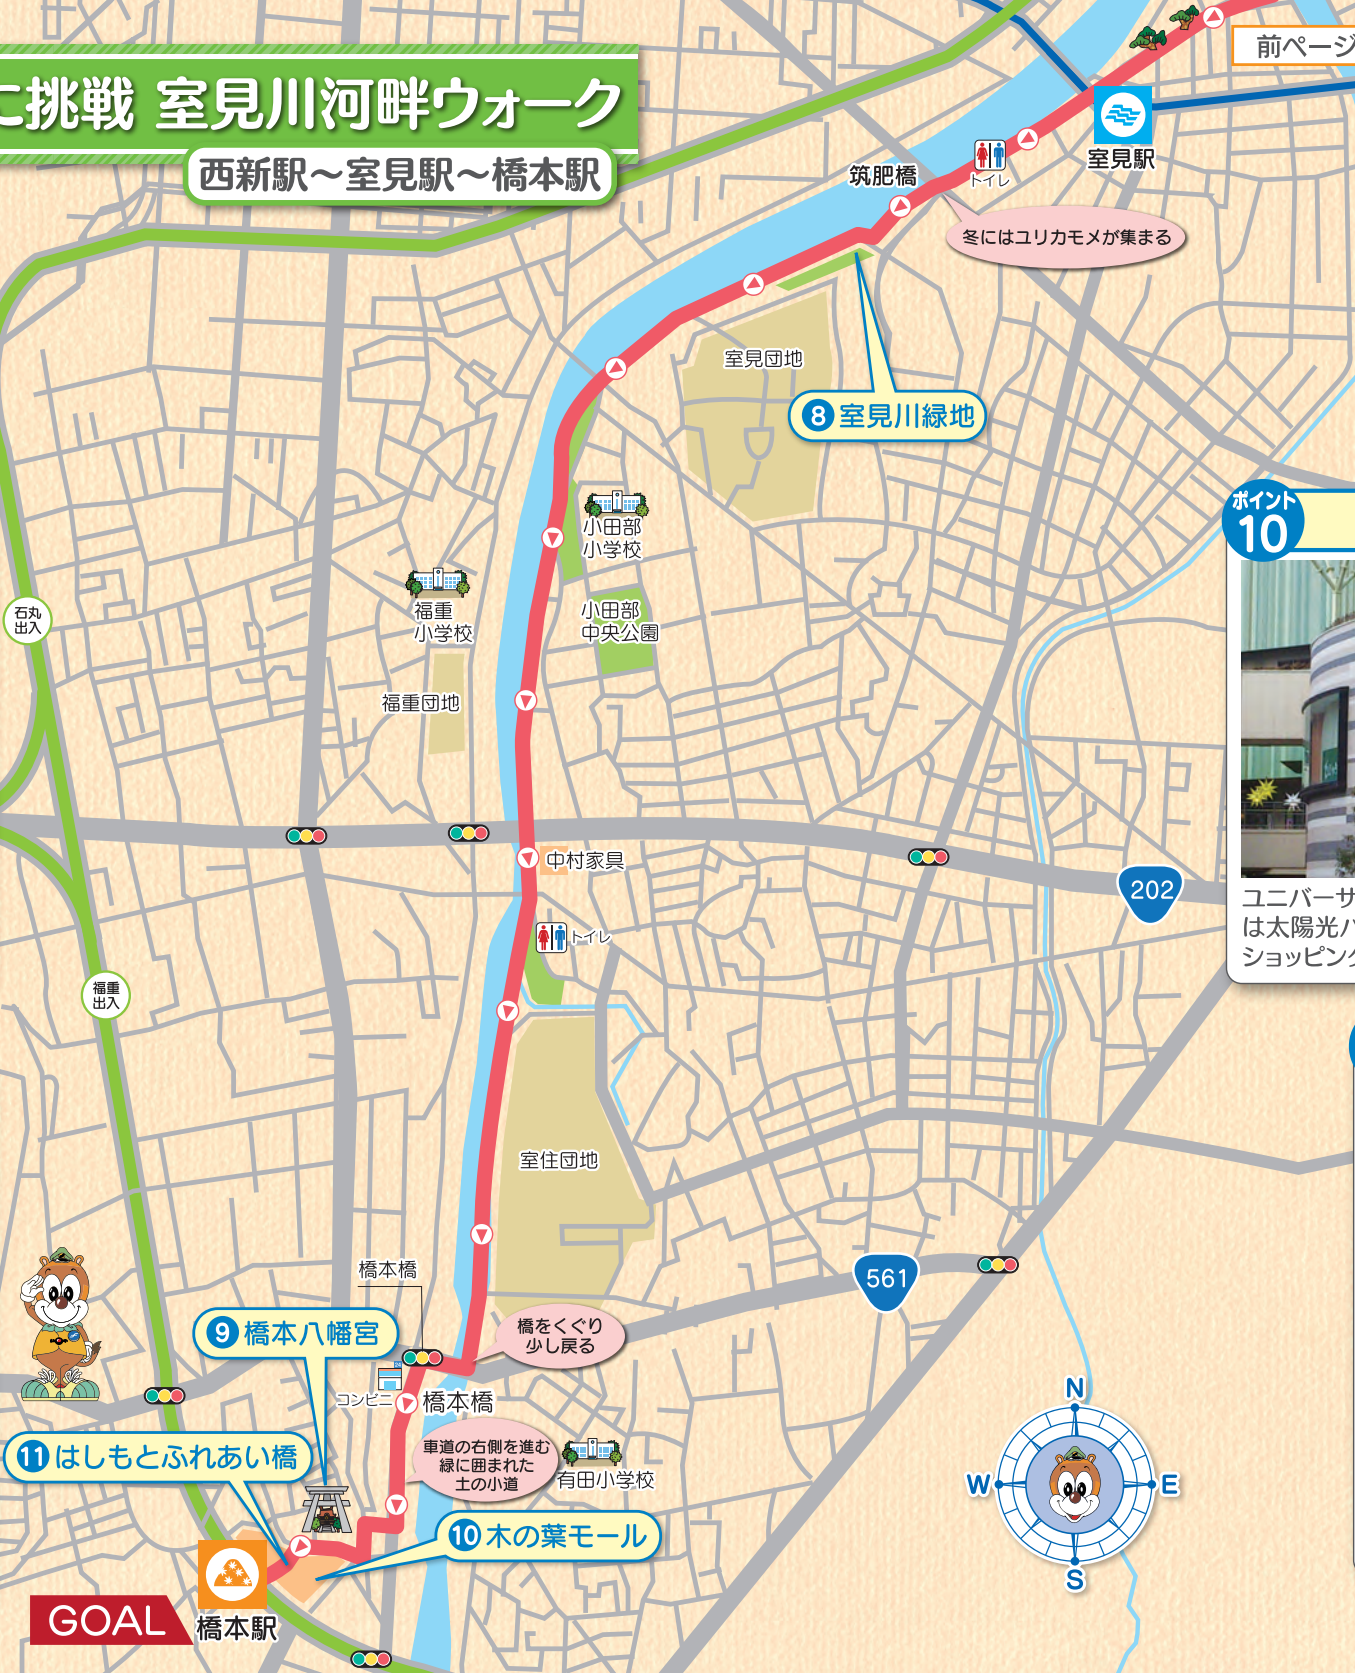 に挑戦 室見川河畔ウォーク
西新駅～室見駅～橋本駅
前ページ
室見駅
トイレ
筑肥橋
冬にはユリカモメが集まる
室見団地
8 室見川緑地
ポイント
10
小田部
小学校
福重
小学校
小田部
中央公園
石丸
出入
福重団地
中村家具
202
ユニバーサ
は太陽光パ
ショッピング
トイレ
福重
出入
室住団地
橋本橋
561
9 橋本八幡宮
橋をくぐり
少し戻る
コンビニ
橋本橋
11 はしもとふれあい橋
車道の右側を進む
緑に囲まれた
土の小道
有田小学校
10 木の葉モール
N
W
E
S
GOAL
橋本駅